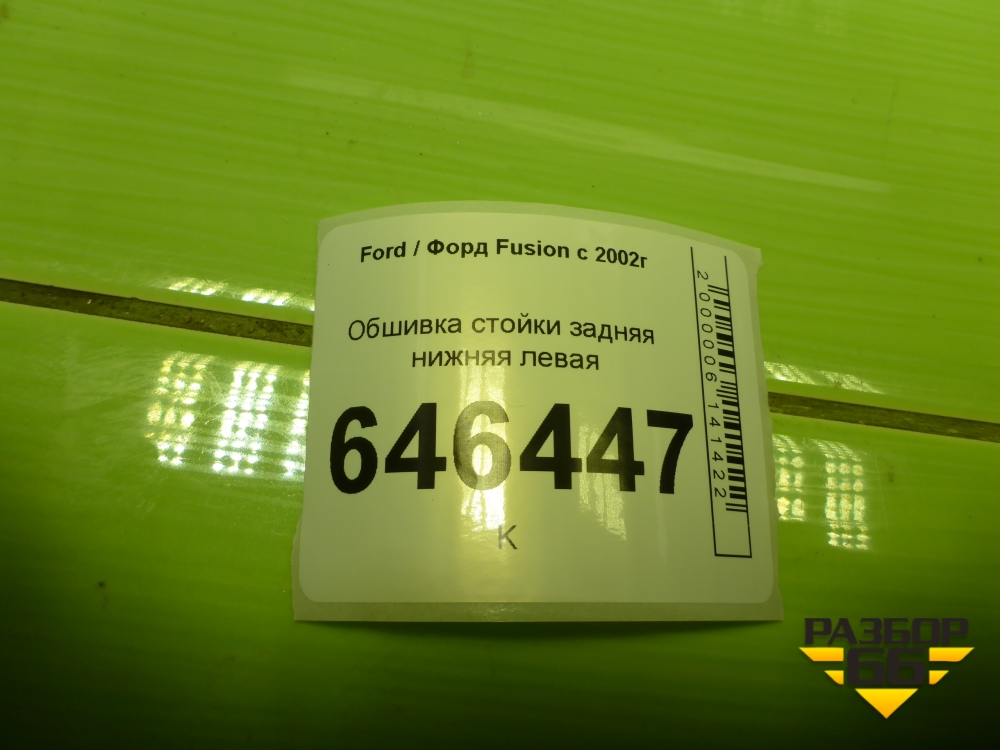 Ford / Форд Fusion с 2002г
Обшивка стойки задняя
нижняя левая
646447
К
2000006141422
РАЗБОР
66